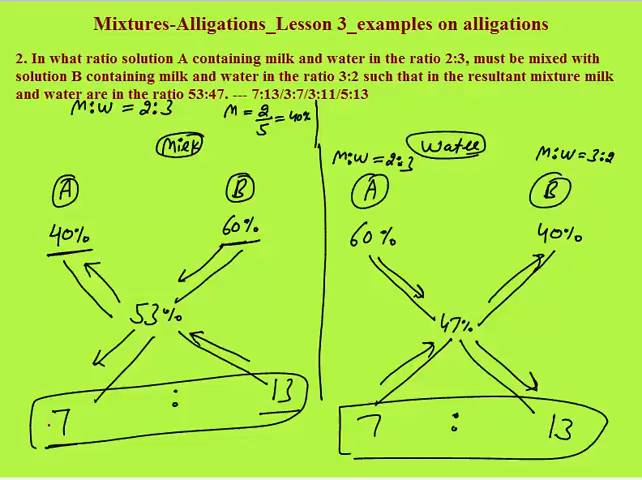 Mixtures-Alligations_Lesson 3_examples on alligations
2. In what ratio solution A containing milk and water in the ratio 2:3, must be mixed with
solution B containing milk and water in the ratio 3:2 such that in the resultant mixture milk
and water are in the ratio 53:47. --- 7:13/3:7/3:11/5:13
M:W = 2:3 M = 2/5 = 40%
Milk Water
M:W = 2:3 M:W = 3:2
A B A B
40% 60% 60% 40%
53% 47%
7 : 13 7 : 13